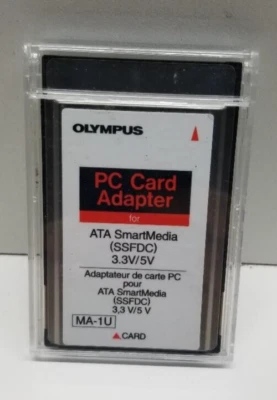 OLYMPUS
PC Card
Adapter
for
ATA SmartMedia
(SSFDC)
3.3V/5V
Adaptateur de carte PC
pour
ATA SmartMedia
(SSFDC)
3,3 V/5 V
MA-1U
CARD